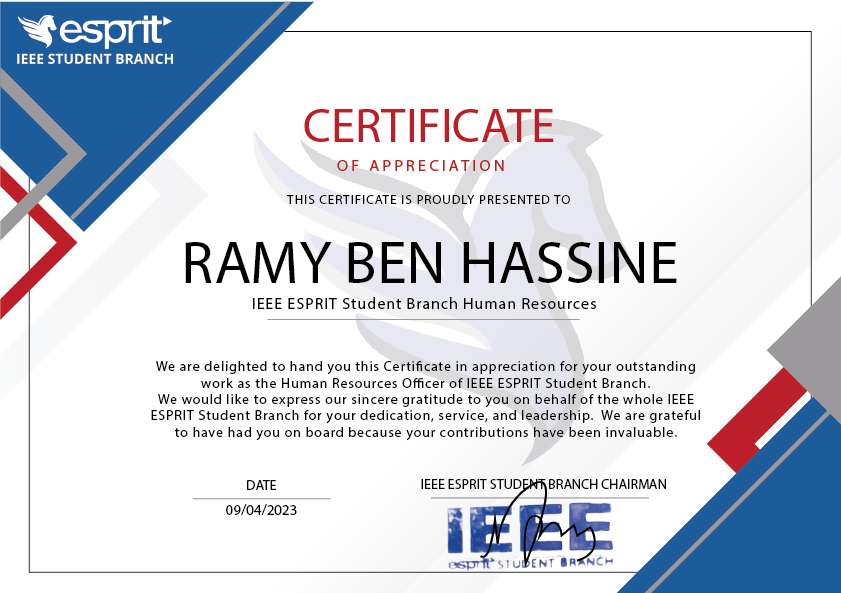 esprit
IEEE STUDENT BRANCH
CERTIFICATE
OF APPRECIATION
THIS CERTIFICATE IS PROUDLY PRESENTED TO
RAMY BEN HASSINE
IEEE ESPRIT Student Branch Human Resources
We are delighted to hand you this Certificate in appreciation for your outstanding
work as the Human Resources Officer of IEEE ESPRIT Student Branch.
We would like to express our sincere gratitude to you on behalf of the whole IEEE
ESPRIT Student Branch for your dedication, service, and leadership. We are grateful
to have had you on board because your contributions have been invaluable.
DATE
09/04/2023
IEEE ESPRIT STUDENT BRANCH CHAIRMAN
IEEE
esprit STUDENT BRANCH